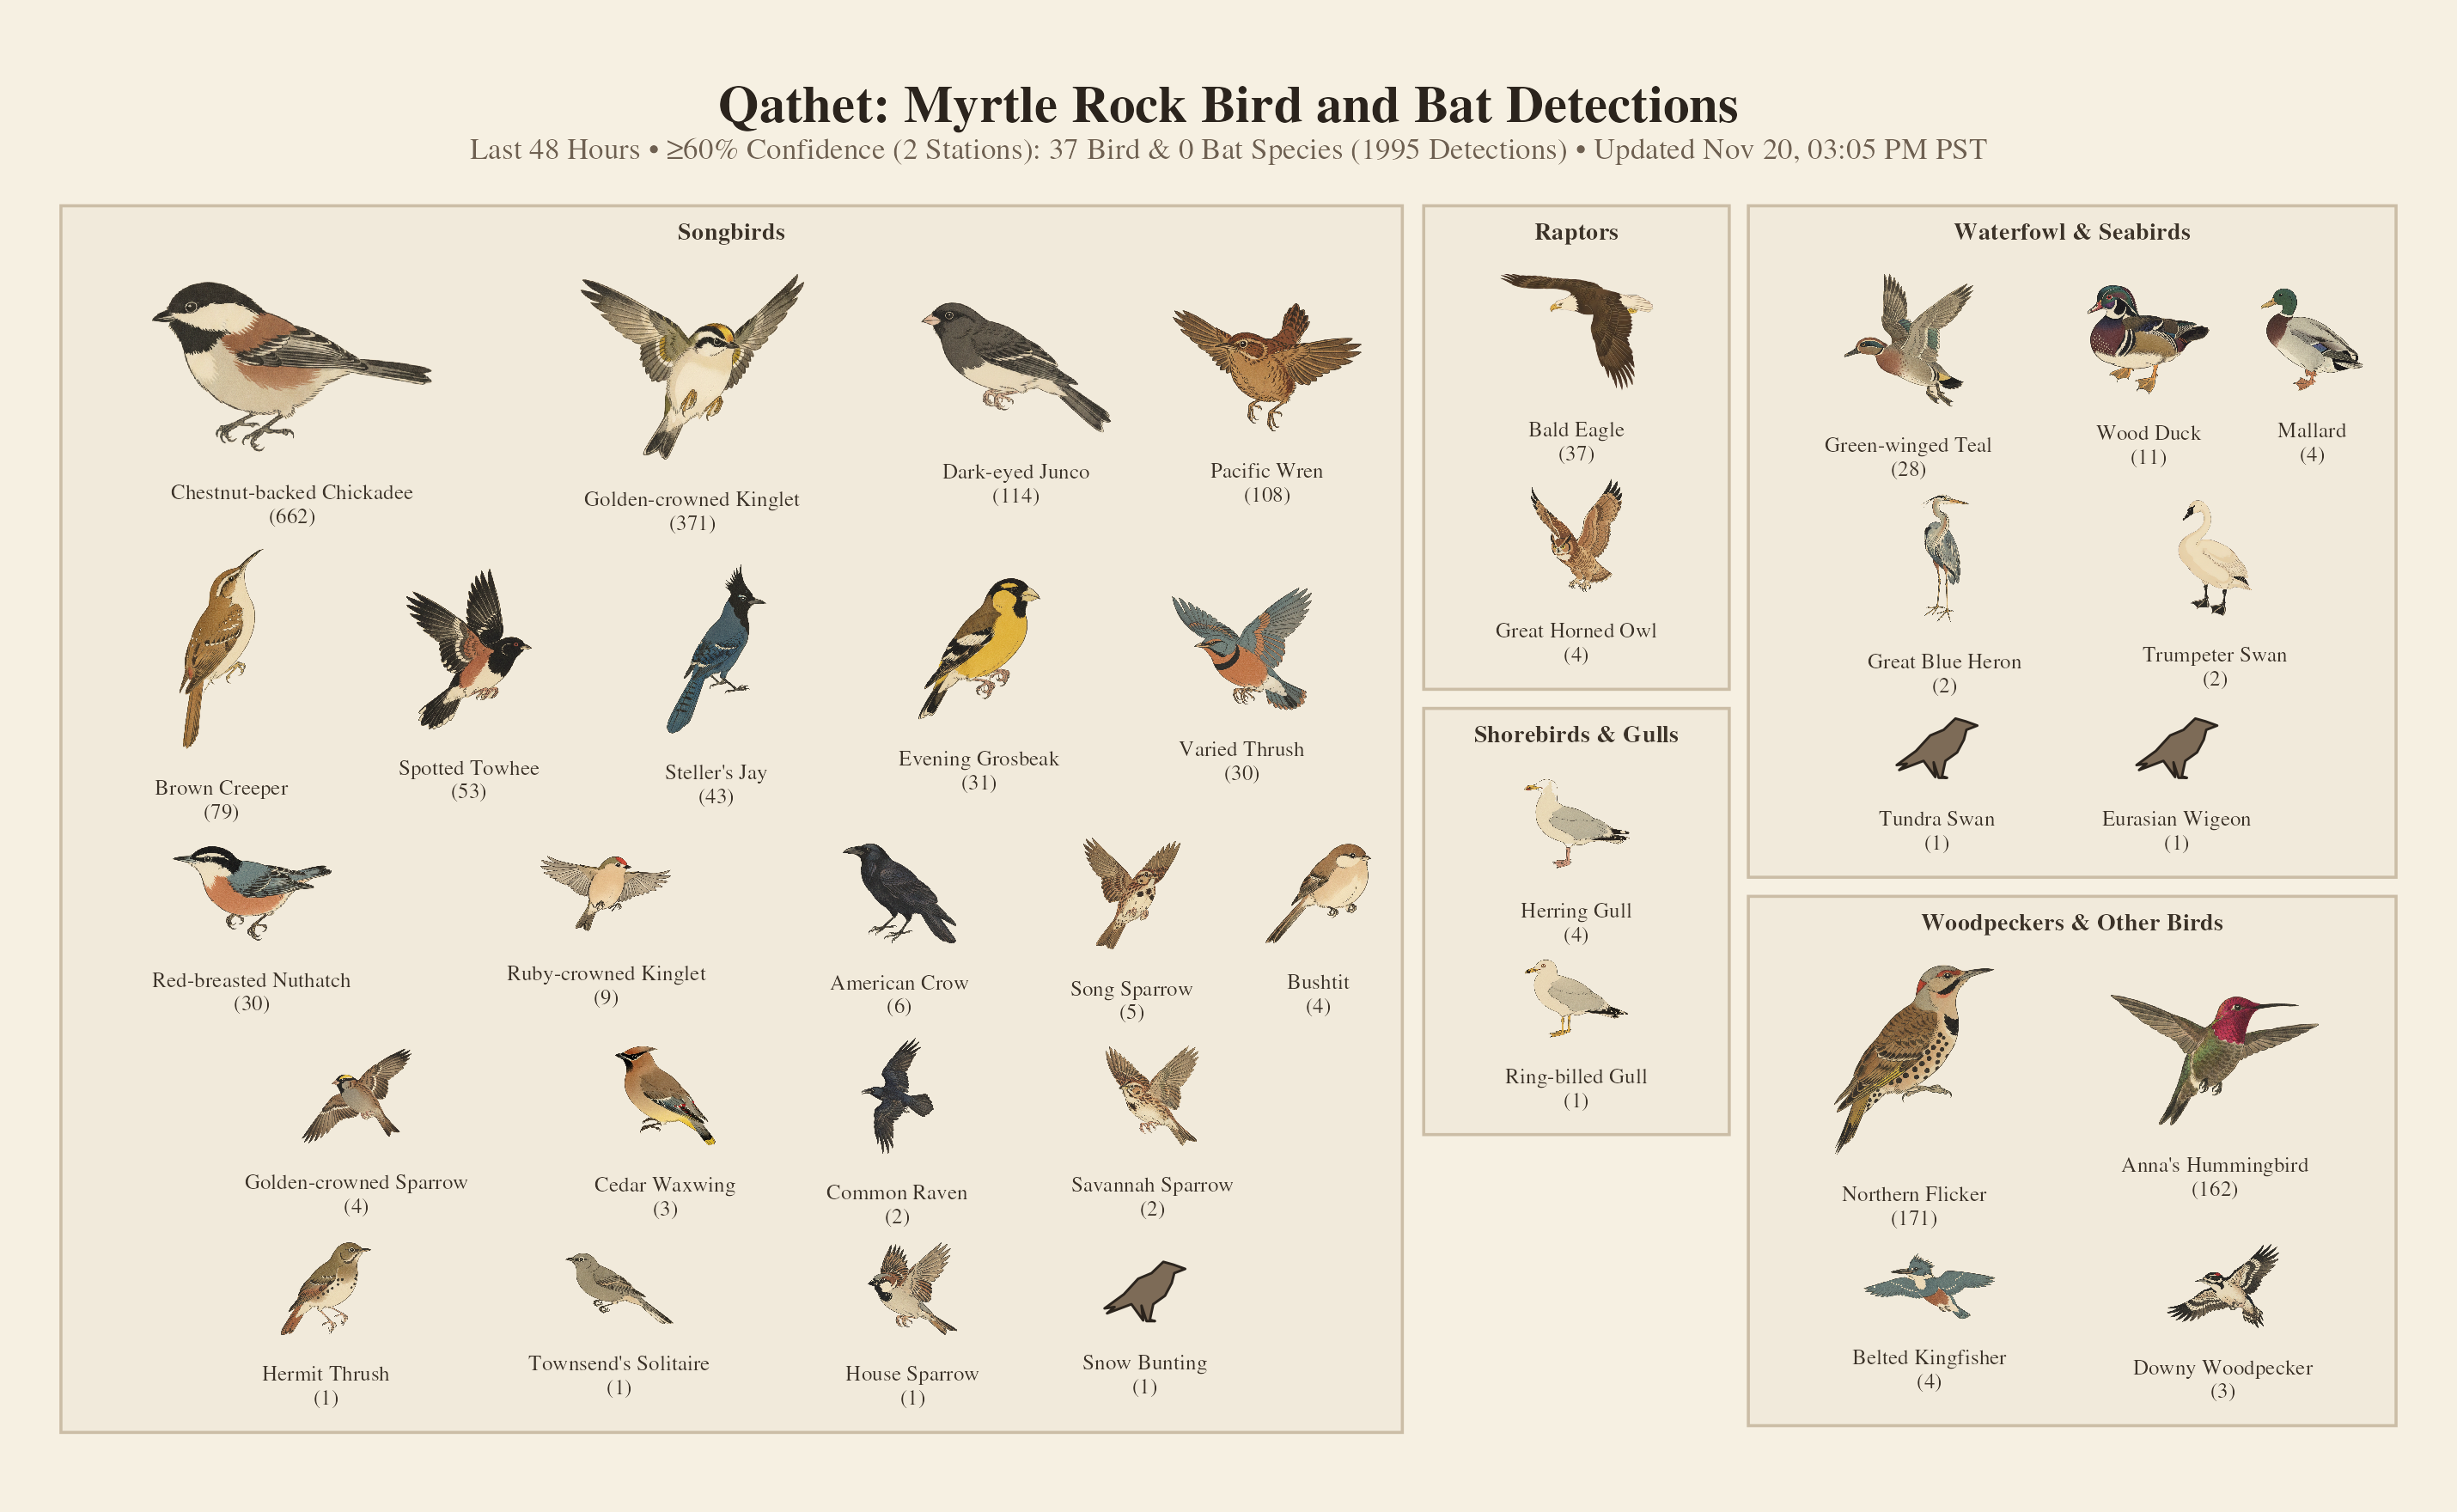 Qathet: Myrtle Rock Bird and Bat Detections
Last 48 Hours • ≥60% Confidence (2 Stations): 37 Bird & 0 Bat Species (1995 Detections) • Updated Nov 20, 03:05 PM PST
Songbirds
Chestnut-backed Chickadee
(662)
Golden-crowned Kinglet
(371)
Dark-eyed Junco
(114)
Pacific Wren
(108)
Brown Creeper
(79)
Spotted Towhee
(53)
Steller's Jay
(43)
Evening Grosbeak
(31)
Varied Thrush
(30)
Red-breasted Nuthatch
(30)
Ruby-crowned Kinglet
(9)
American Crow
(6)
Song Sparrow
(5)
Bushtit
(4)
Golden-crowned Sparrow
(4)
Cedar Waxwing
(3)
Common Raven
(2)
Savannah Sparrow
(2)
Hermit Thrush
(1)
Townsend's Solitaire
(1)
House Sparrow
(1)
Snow Bunting
(1)
Raptors
Bald Eagle
(37)
Great Horned Owl
(4)
Shorebirds & Gulls
Herring Gull
(4)
Ring-billed Gull
(1)
Waterfowl & Seabirds
Green-winged Teal
(28)
Wood Duck
(11)
Mallard
(4)
Great Blue Heron
(2)
Trumpeter Swan
(2)
Tundra Swan
(1)
Eurasian Wigeon
(1)
Woodpeckers & Other Birds
Northern Flicker
(171)
Anna's Hummingbird
(162)
Belted Kingfisher
(4)
Downy Woodpecker
(3)